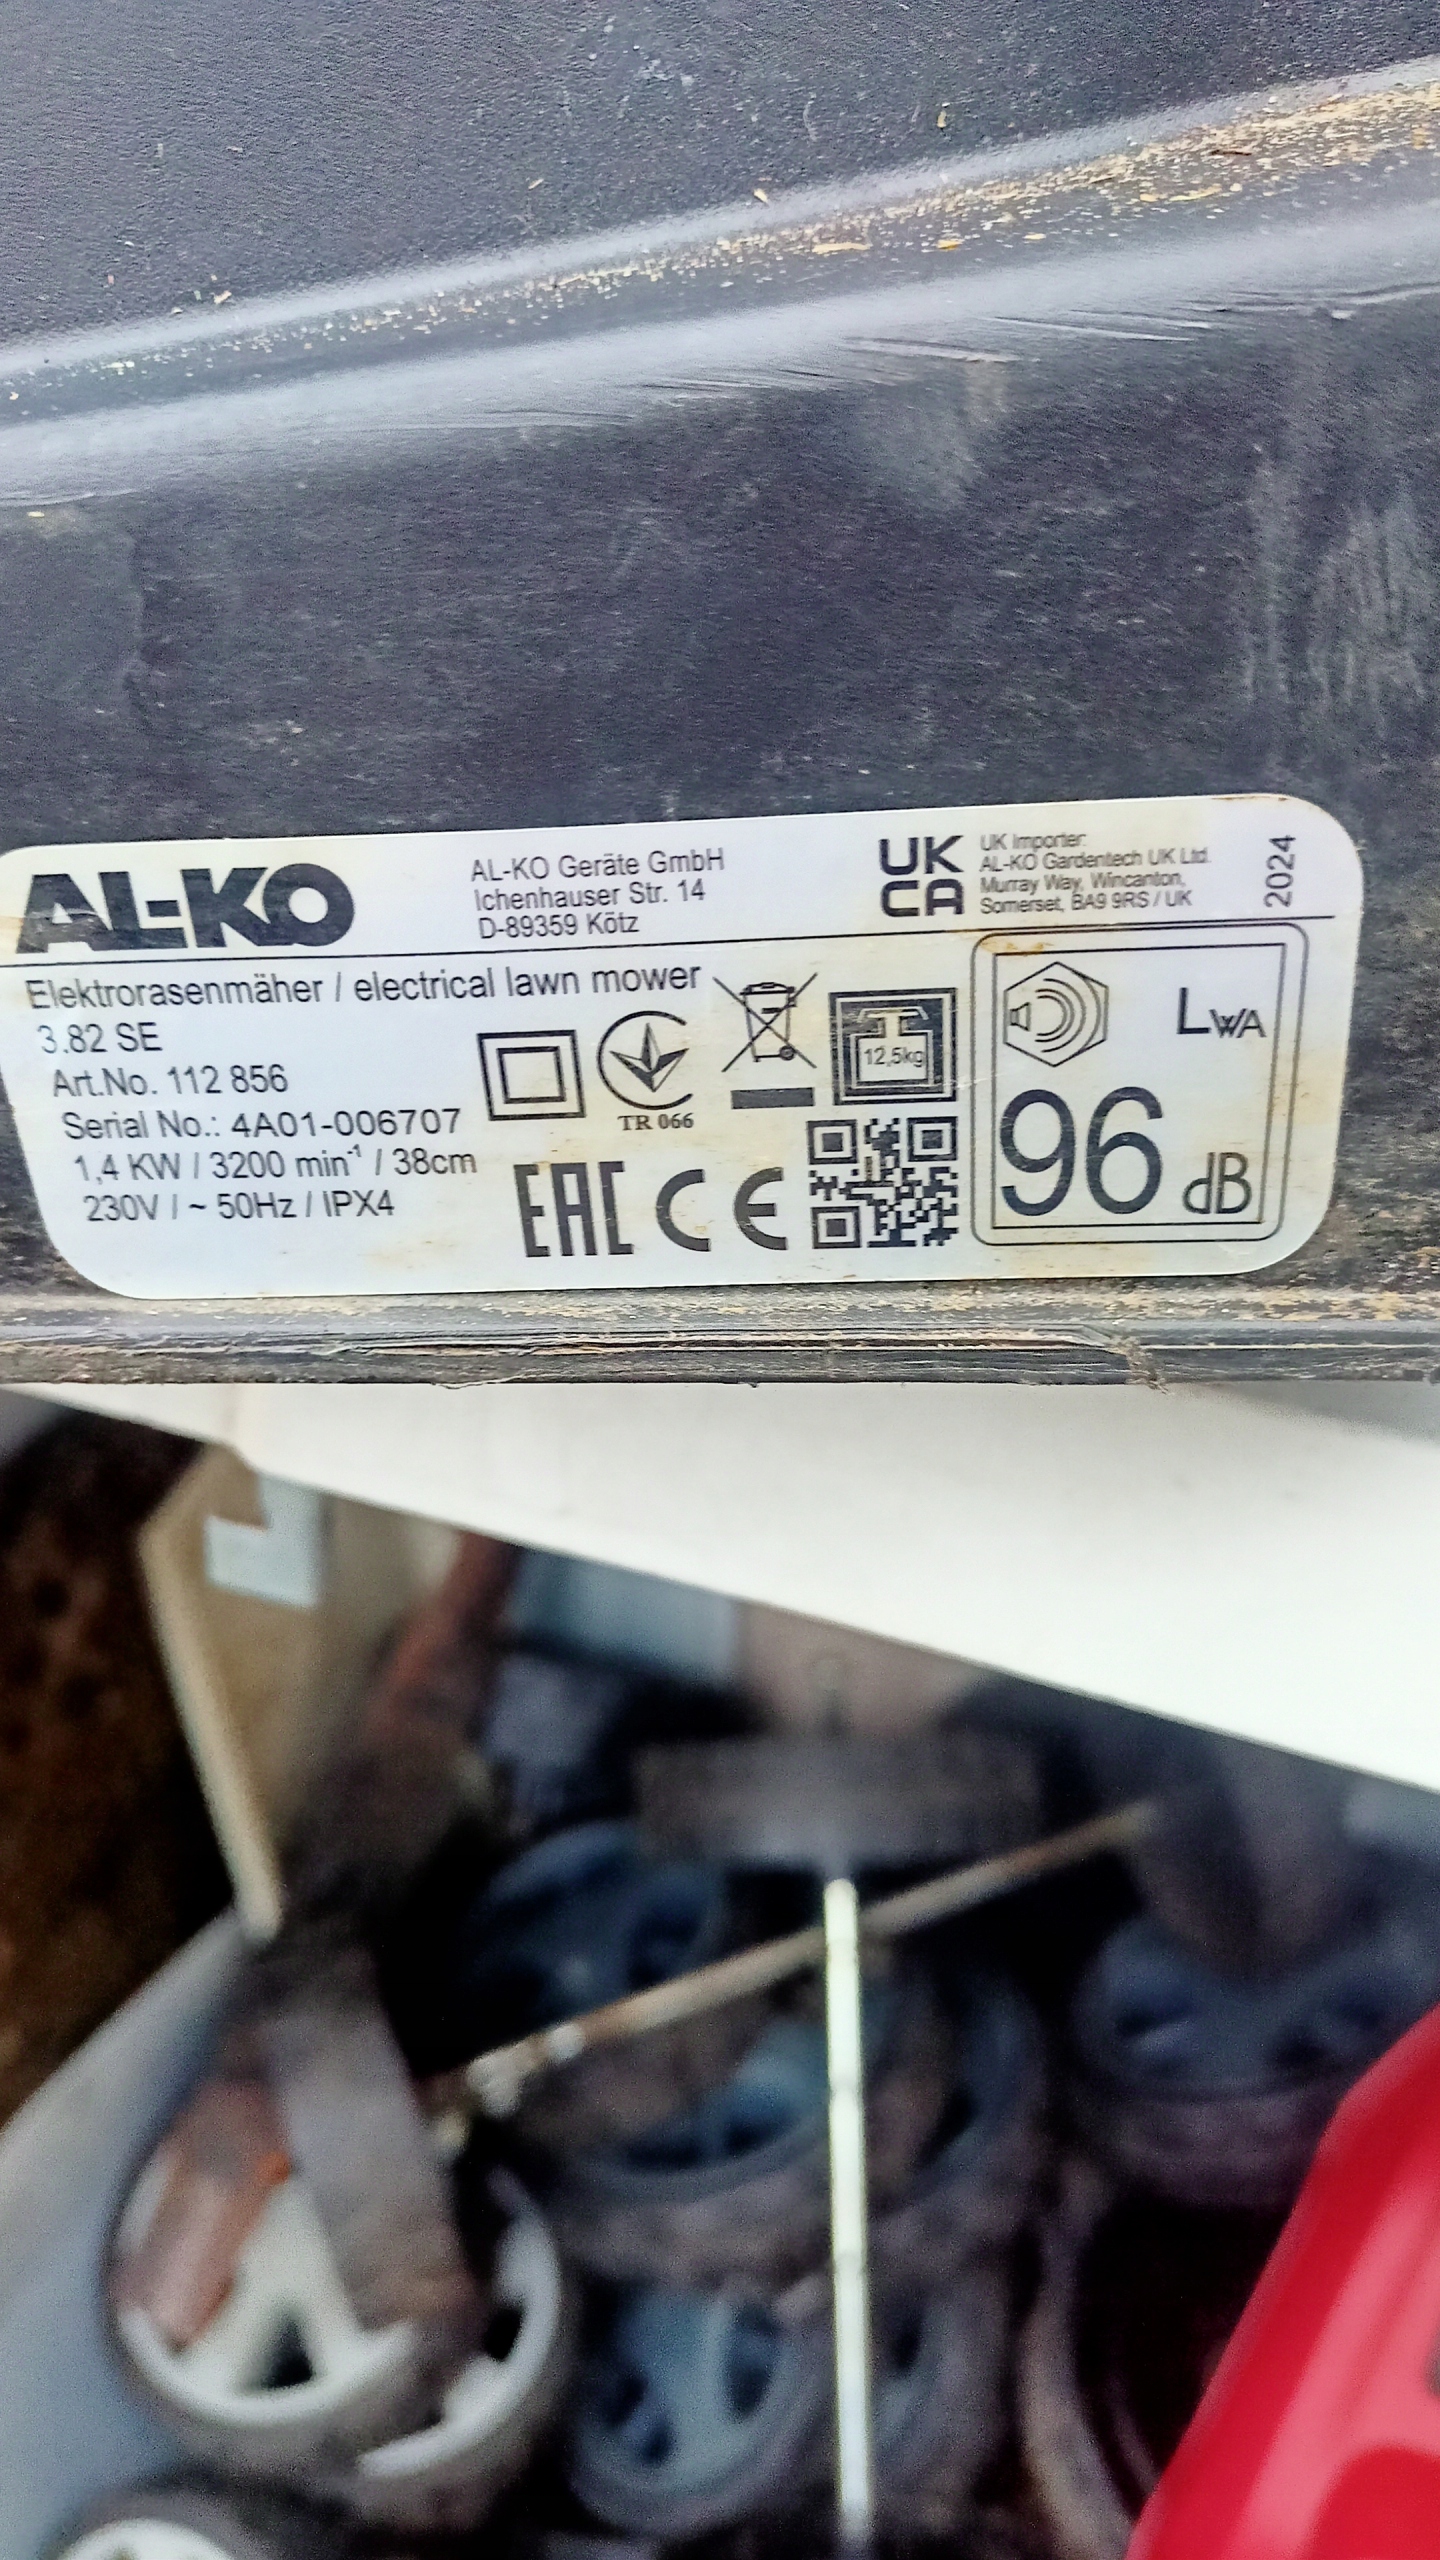 AL-KO
AL-KO Geräte GmbH
Ichenhauser Str. 14
D-89359 Kötz
UK
CA
UK Importer:
AL-KO Gardentech UK Ltd.
Murray Way, Wincanton,
Somerset, BA9 9RS / UK
2024
Elektrorasenmäher / electrical lawn mower
3.82 SE
Art.No. 112 856
Serial No.: 4A01-006707
1,4 KW / 3200 min⁻¹ / 38cm
230V / ~ 50Hz / IPX4
TR 066
12,5kg
EAC CE
LWA
96 dB